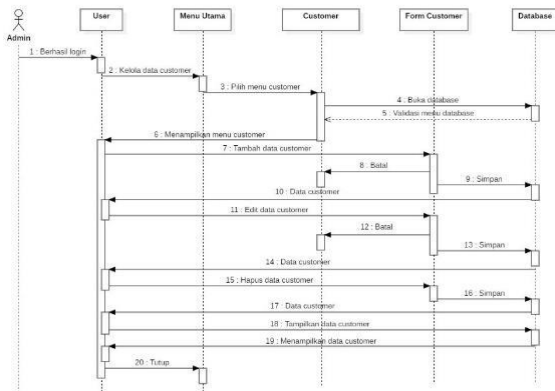 User
Menu Utama
Customer
Form Customer
Database
Admin
1 : Berhasil login
2 : Kelola data customer
3 : Pilih menu customer
4 : Buka database
5 : Validasi menu database
6 : Menampilkan menu customer
7 : Tambah data customer
8 : Batal
9 : Simpan
10 : Data customer
11 : Edit data customer
12 : Batal
13 : Simpan
14 : Data customer
15 : Hapus data customer
16 : Simpan
17 : Data customer
18 : Tampilkan data customer
19 : Menampilkan data customer
20 : Tutup